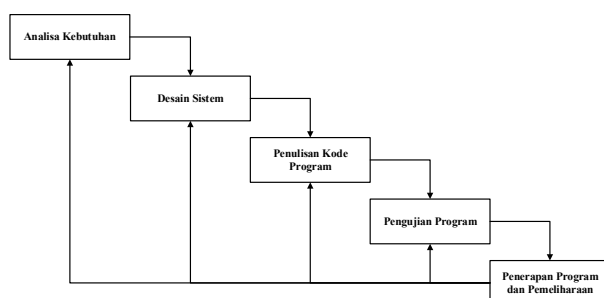 Analisa Kebutuhan
Desain Sistem
Penulisan Kode
Program
Pengujian Program
Penerapan Program
dan Pemeliharaan